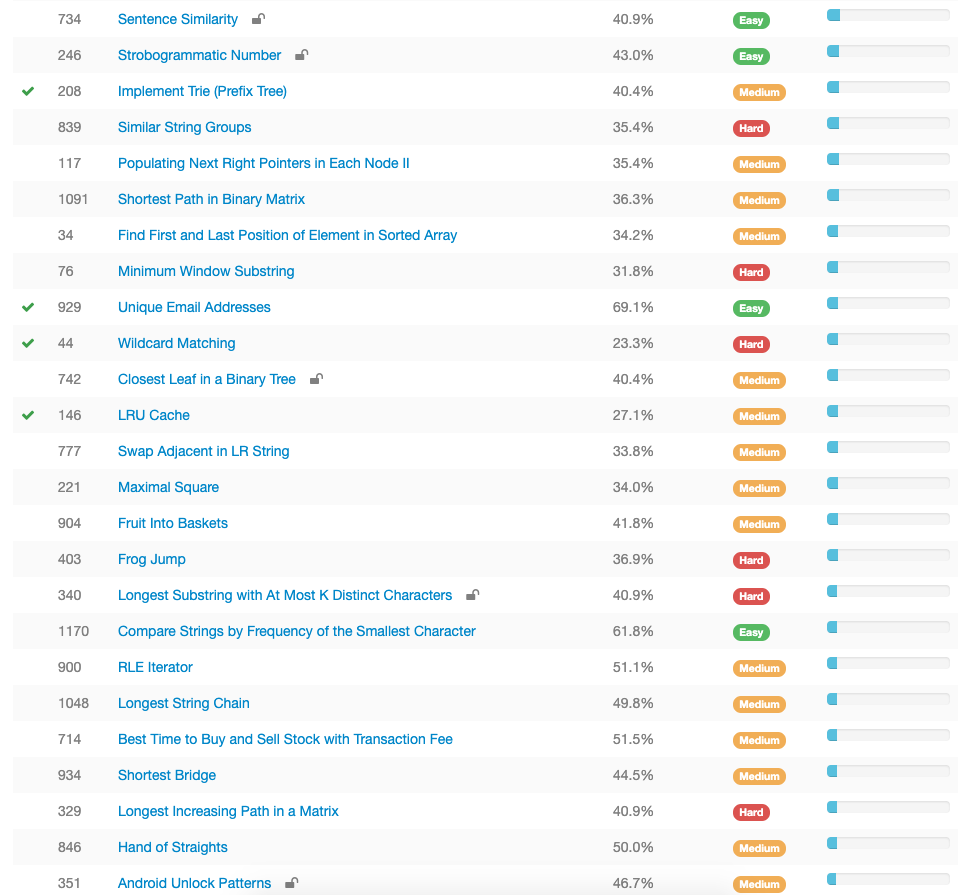 734 Sentence Similarity 40.9% Easy
246 Strobogrammatic Number 43.0% Easy
208 Implement Trie (Prefix Tree) 40.4% Medium
839 Similar String Groups 35.4% Hard
117 Populating Next Right Pointers in Each Node II 35.4% Medium
1091 Shortest Path in Binary Matrix 36.3% Medium
34 Find First and Last Position of Element in Sorted Array 34.2% Medium
76 Minimum Window Substring 31.8% Hard
929 Unique Email Addresses 69.1% Easy
44 Wildcard Matching 23.3% Hard
742 Closest Leaf in a Binary Tree 40.4% Medium
146 LRU Cache 27.1% Medium
777 Swap Adjacent in LR String 33.8% Medium
221 Maximal Square 34.0% Medium
904 Fruit Into Baskets 41.8% Medium
403 Frog Jump 36.9% Hard
340 Longest Substring with At Most K Distinct Characters 40.9% Hard
1170 Compare Strings by Frequency of the Smallest Character 61.8% Easy
900 RLE Iterator 51.1% Medium
1048 Longest String Chain 49.8% Medium
714 Best Time to Buy and Sell Stock with Transaction Fee 51.5% Medium
934 Shortest Bridge 44.5% Medium
329 Longest Increasing Path in a Matrix 40.9% Hard
846 Hand of Straights 50.0% Medium
351 Android Unlock Patterns 46.7% Medium